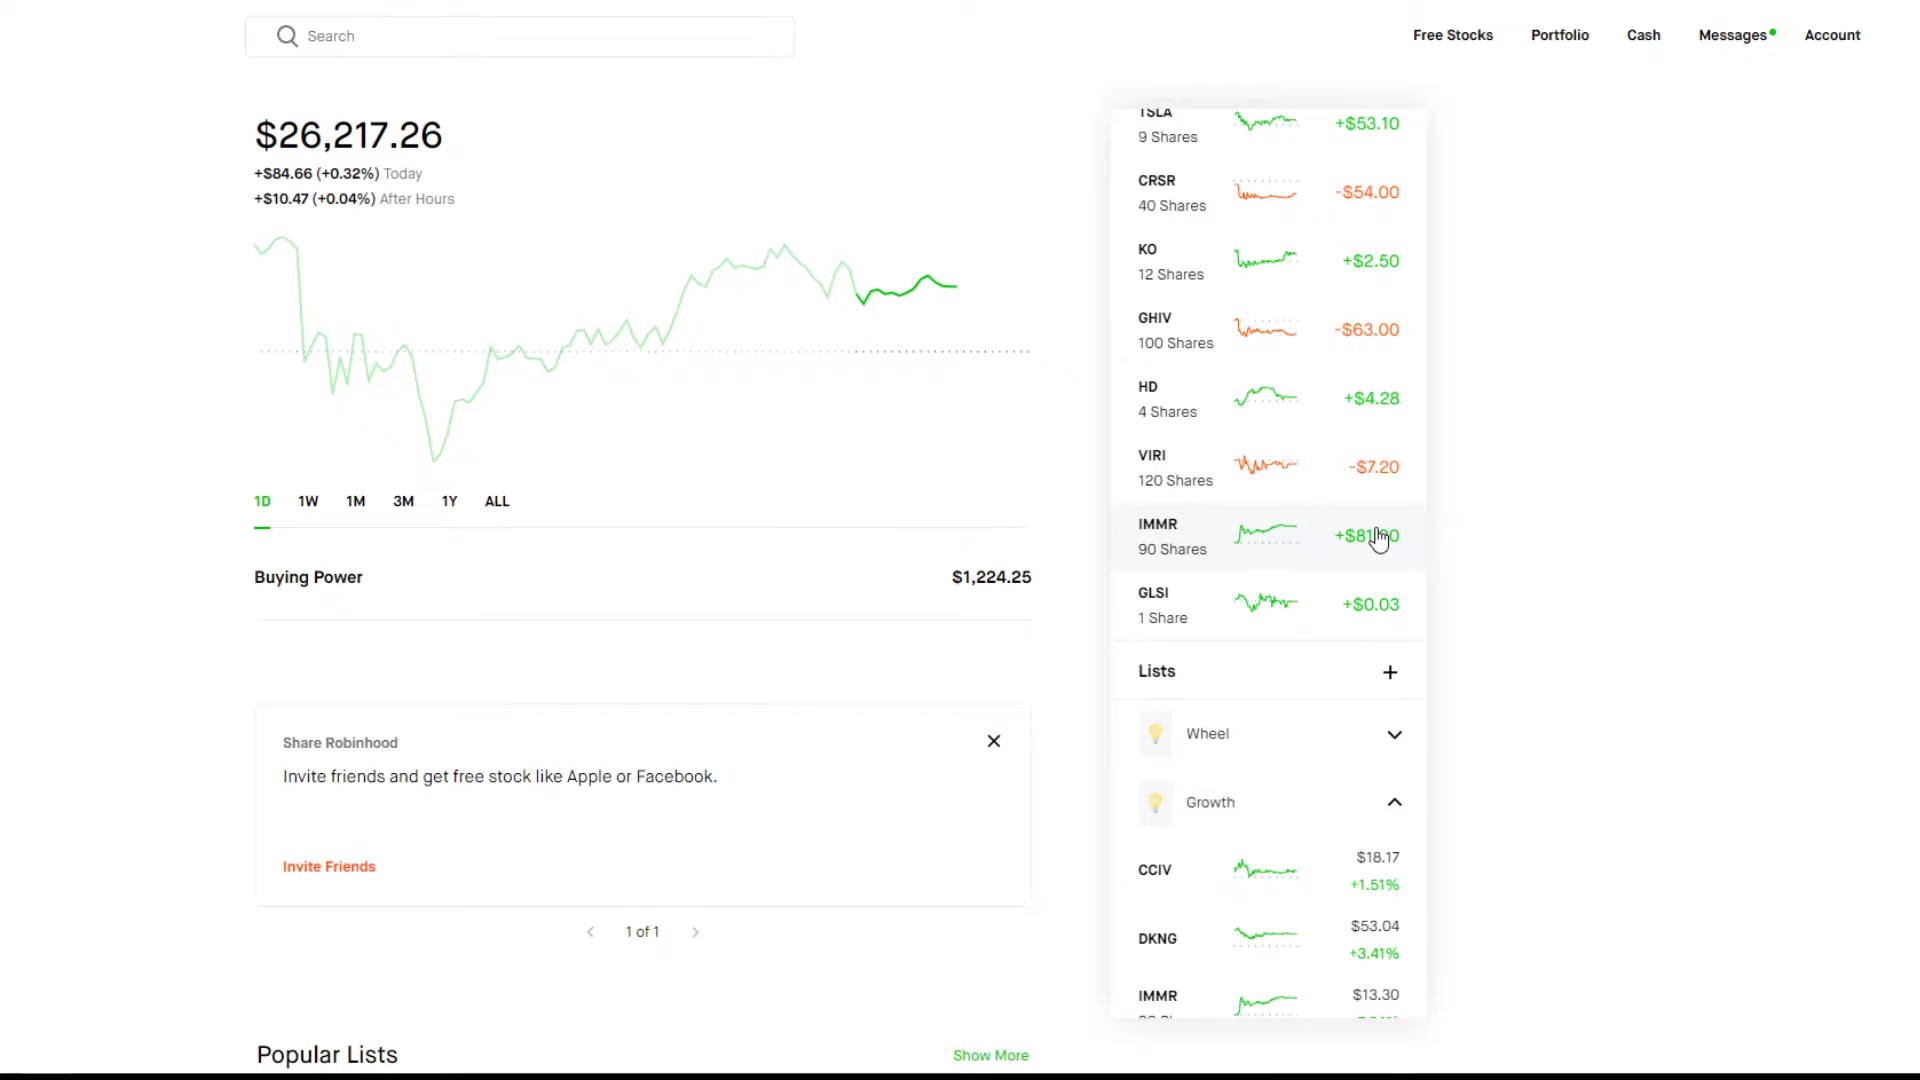 Search
Free Stocks
Portfolio
Cash
Messages
Account
$26,217.26
+$84.66 (+0.32%) Today
+$10.47 (+0.04%) After Hours
1D
1W
1M
3M
1Y
ALL
Buying Power
$1,224.25
Share Robinhood
Invite friends and get free stock like Apple or Facebook.
Invite Friends
1 of 1
Popular Lists
Show More
TSLA
9 Shares
+$53.10
CRSR
40 Shares
-$54.00
KO
12 Shares
+$2.50
GHIV
100 Shares
-$63.00
HD
4 Shares
+$4.28
VIRI
120 Shares
-$7.20
IMMR
90 Shares
GLSI
1 Share
+$0.03
Lists
Wheel
Growth
CCIV
$18.17
+1.51%
DKNG
$53.04
+3.41%
IMMR
$13.30